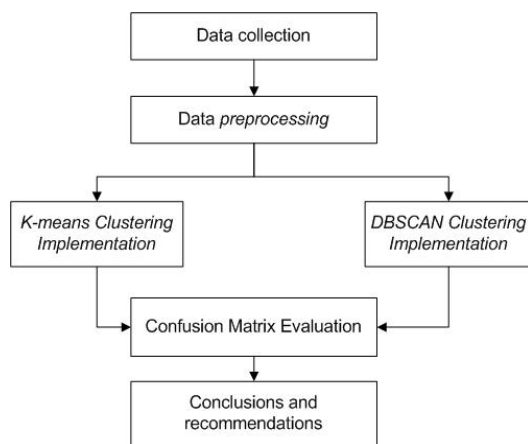 Data collection
Data preprocessing
K-means Clustering
Implementation
DBSCAN Clustering
Implementation
Confusion Matrix Evaluation
Conclusions and
recommendations